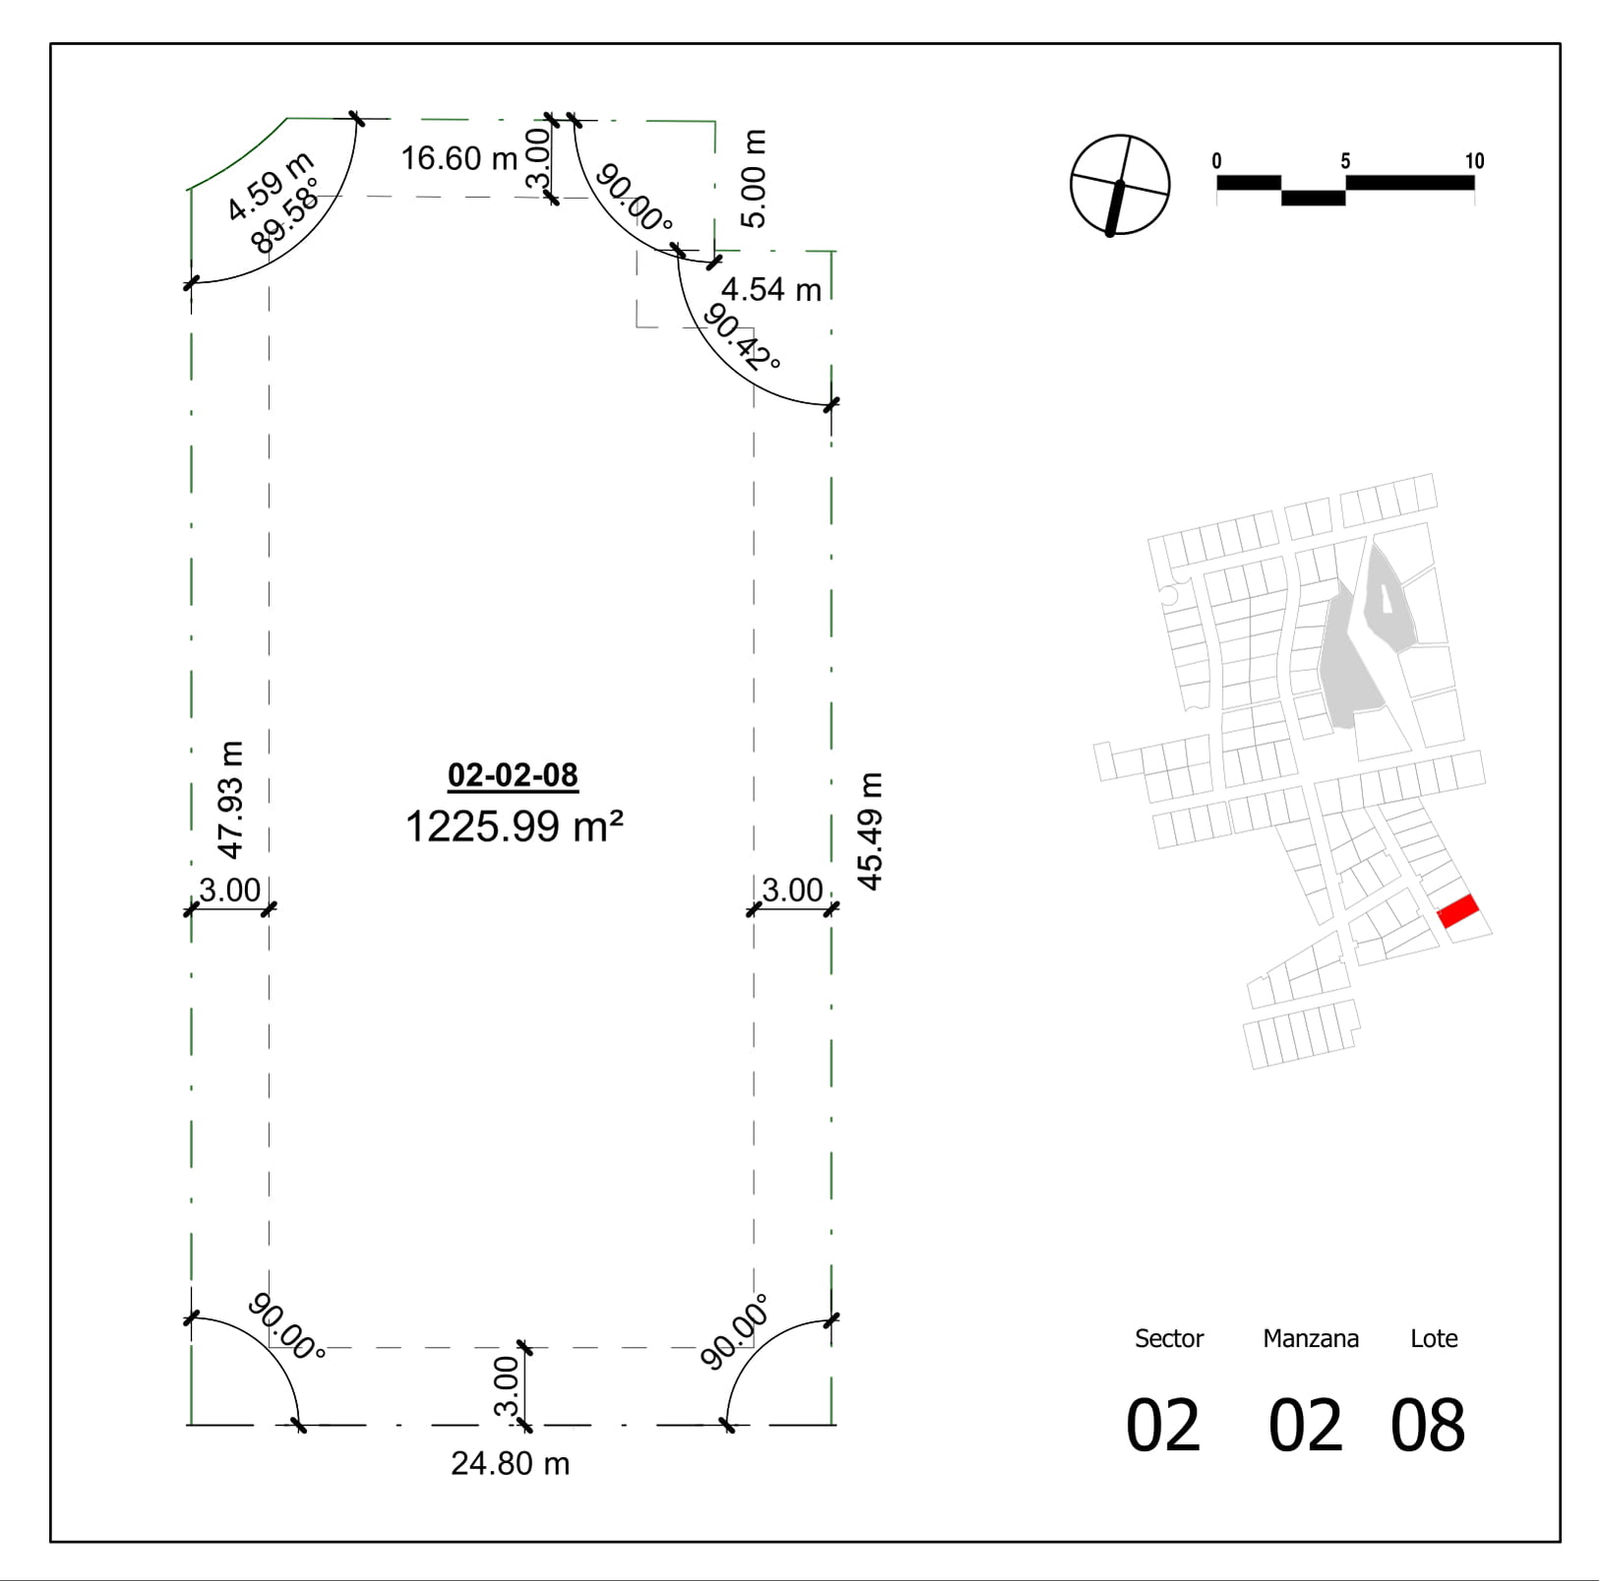 16.60 m
3.00
4.59 m
89.58°
90.00°
5.00 m
4.54 m
90.42°
0 5 10
47.93 m
02-02-08
1225.99 m²
45.49 m
3.00
3.00
90.00°
90.00°
3.00
24.80 m
Sector Manzana Lote
02 02 08